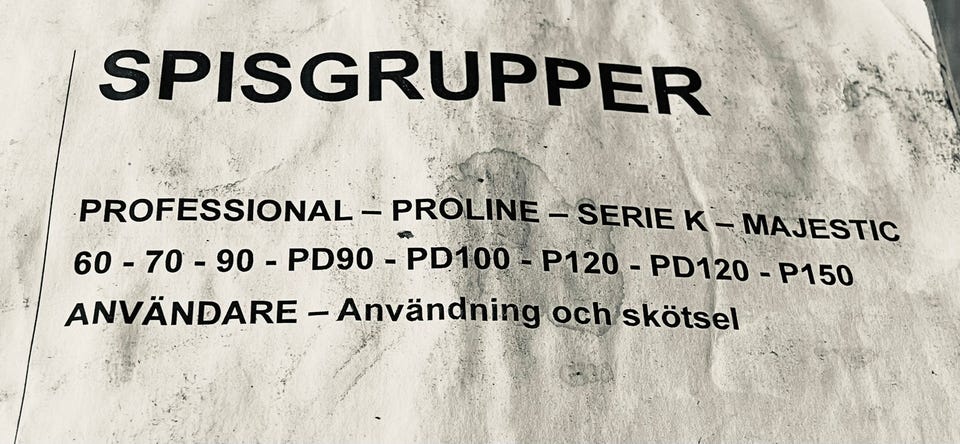 SPISGRUPPER
PROFESSIONAL – PROLINE – SERIE K – MAJESTIC
60 - 70 - 90 - PD90 - PD100 - P120 - PD120 - P150
ANVÄNDARE – Användning och skötsel